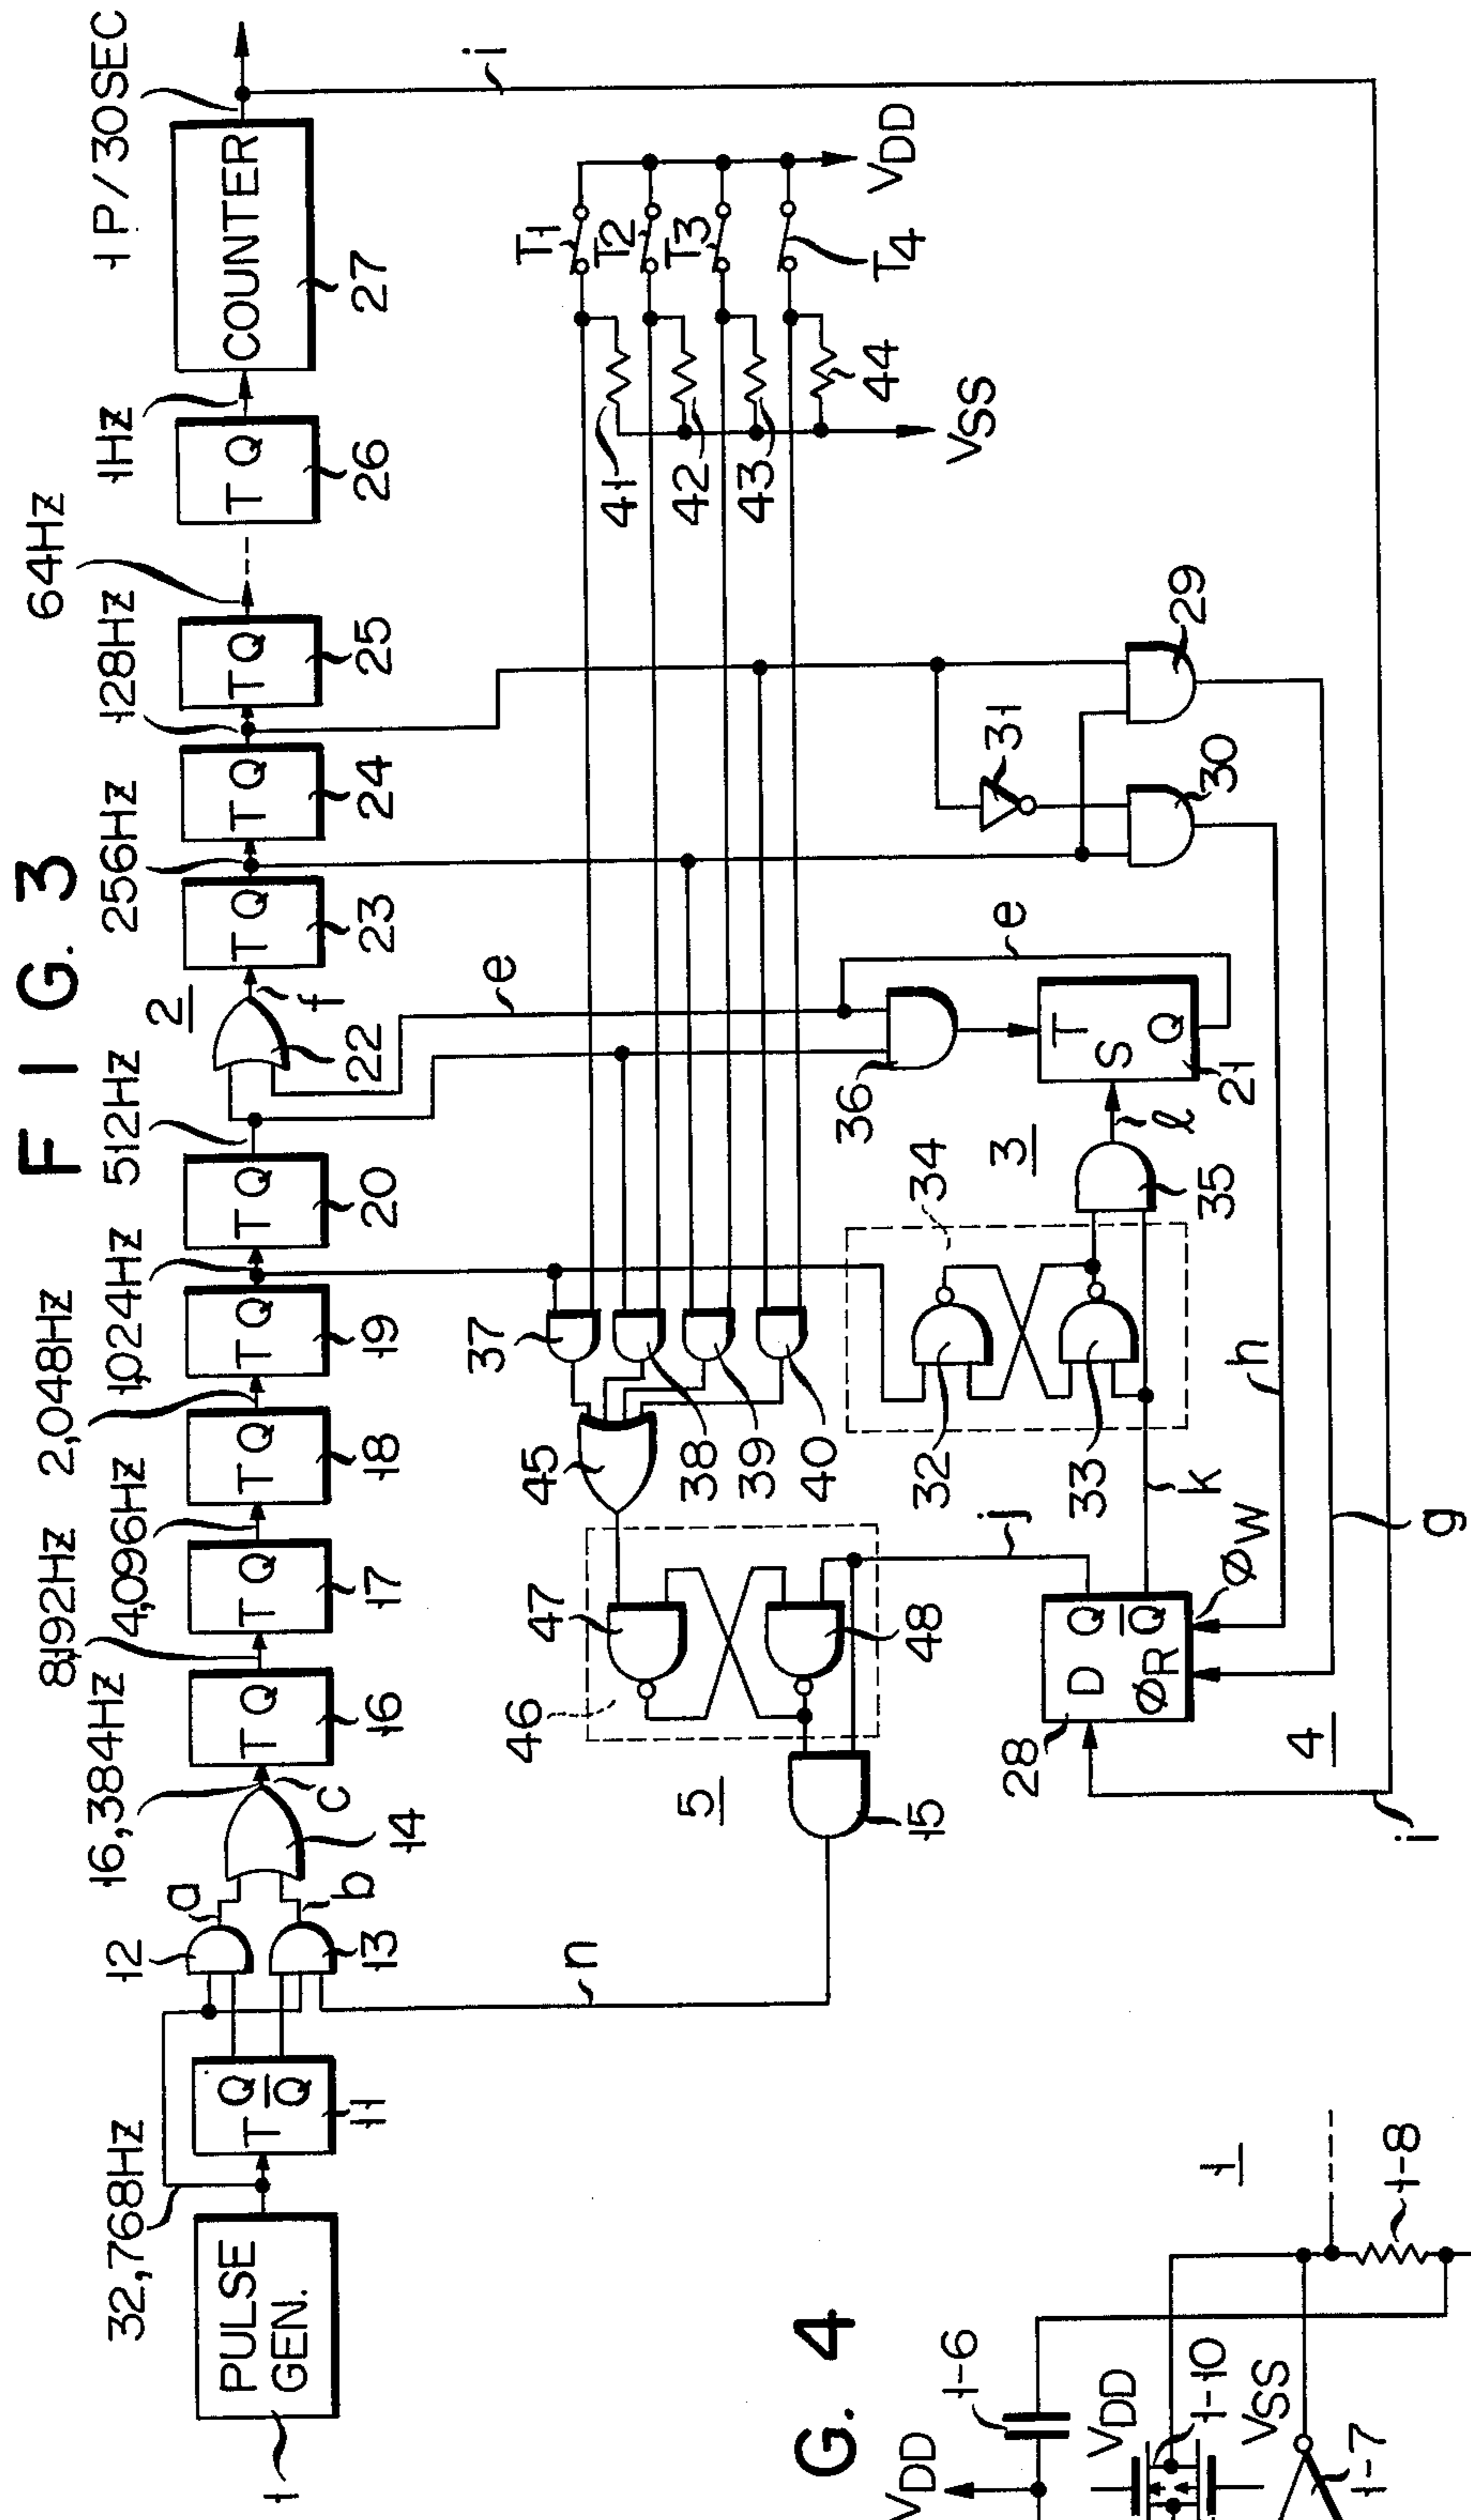 FIG. 3
32,768Hz
16,384Hz
8192Hz
4,096Hz
2,048Hz
1,024Hz
512Hz
256Hz
128Hz
64Hz
1Hz
1P/30SEC
PULSE
GEN.
1
T Q
Q̅
11
12
a
13
b
14
c
T Q
16
T Q
17
T Q
18
T Q
19
T Q
20
2
22
f
T Q
23
T Q
24
T Q
25
T Q
26
COUNTER
27
i
n
5
15
46
47
48
45
37
38
39
40
e
T1
T2
T3
T4
VDD
41
42
43
44
VSS
j
32
33
34
3
35
ℓ
36
T
S
Q
21
e
31
30
29
28
D Q
Q̅
ØR
ØW
4
k
h
g
i
G. 4
VDD
1-6
VDD
1-10
VSS
1-7
1
1-8